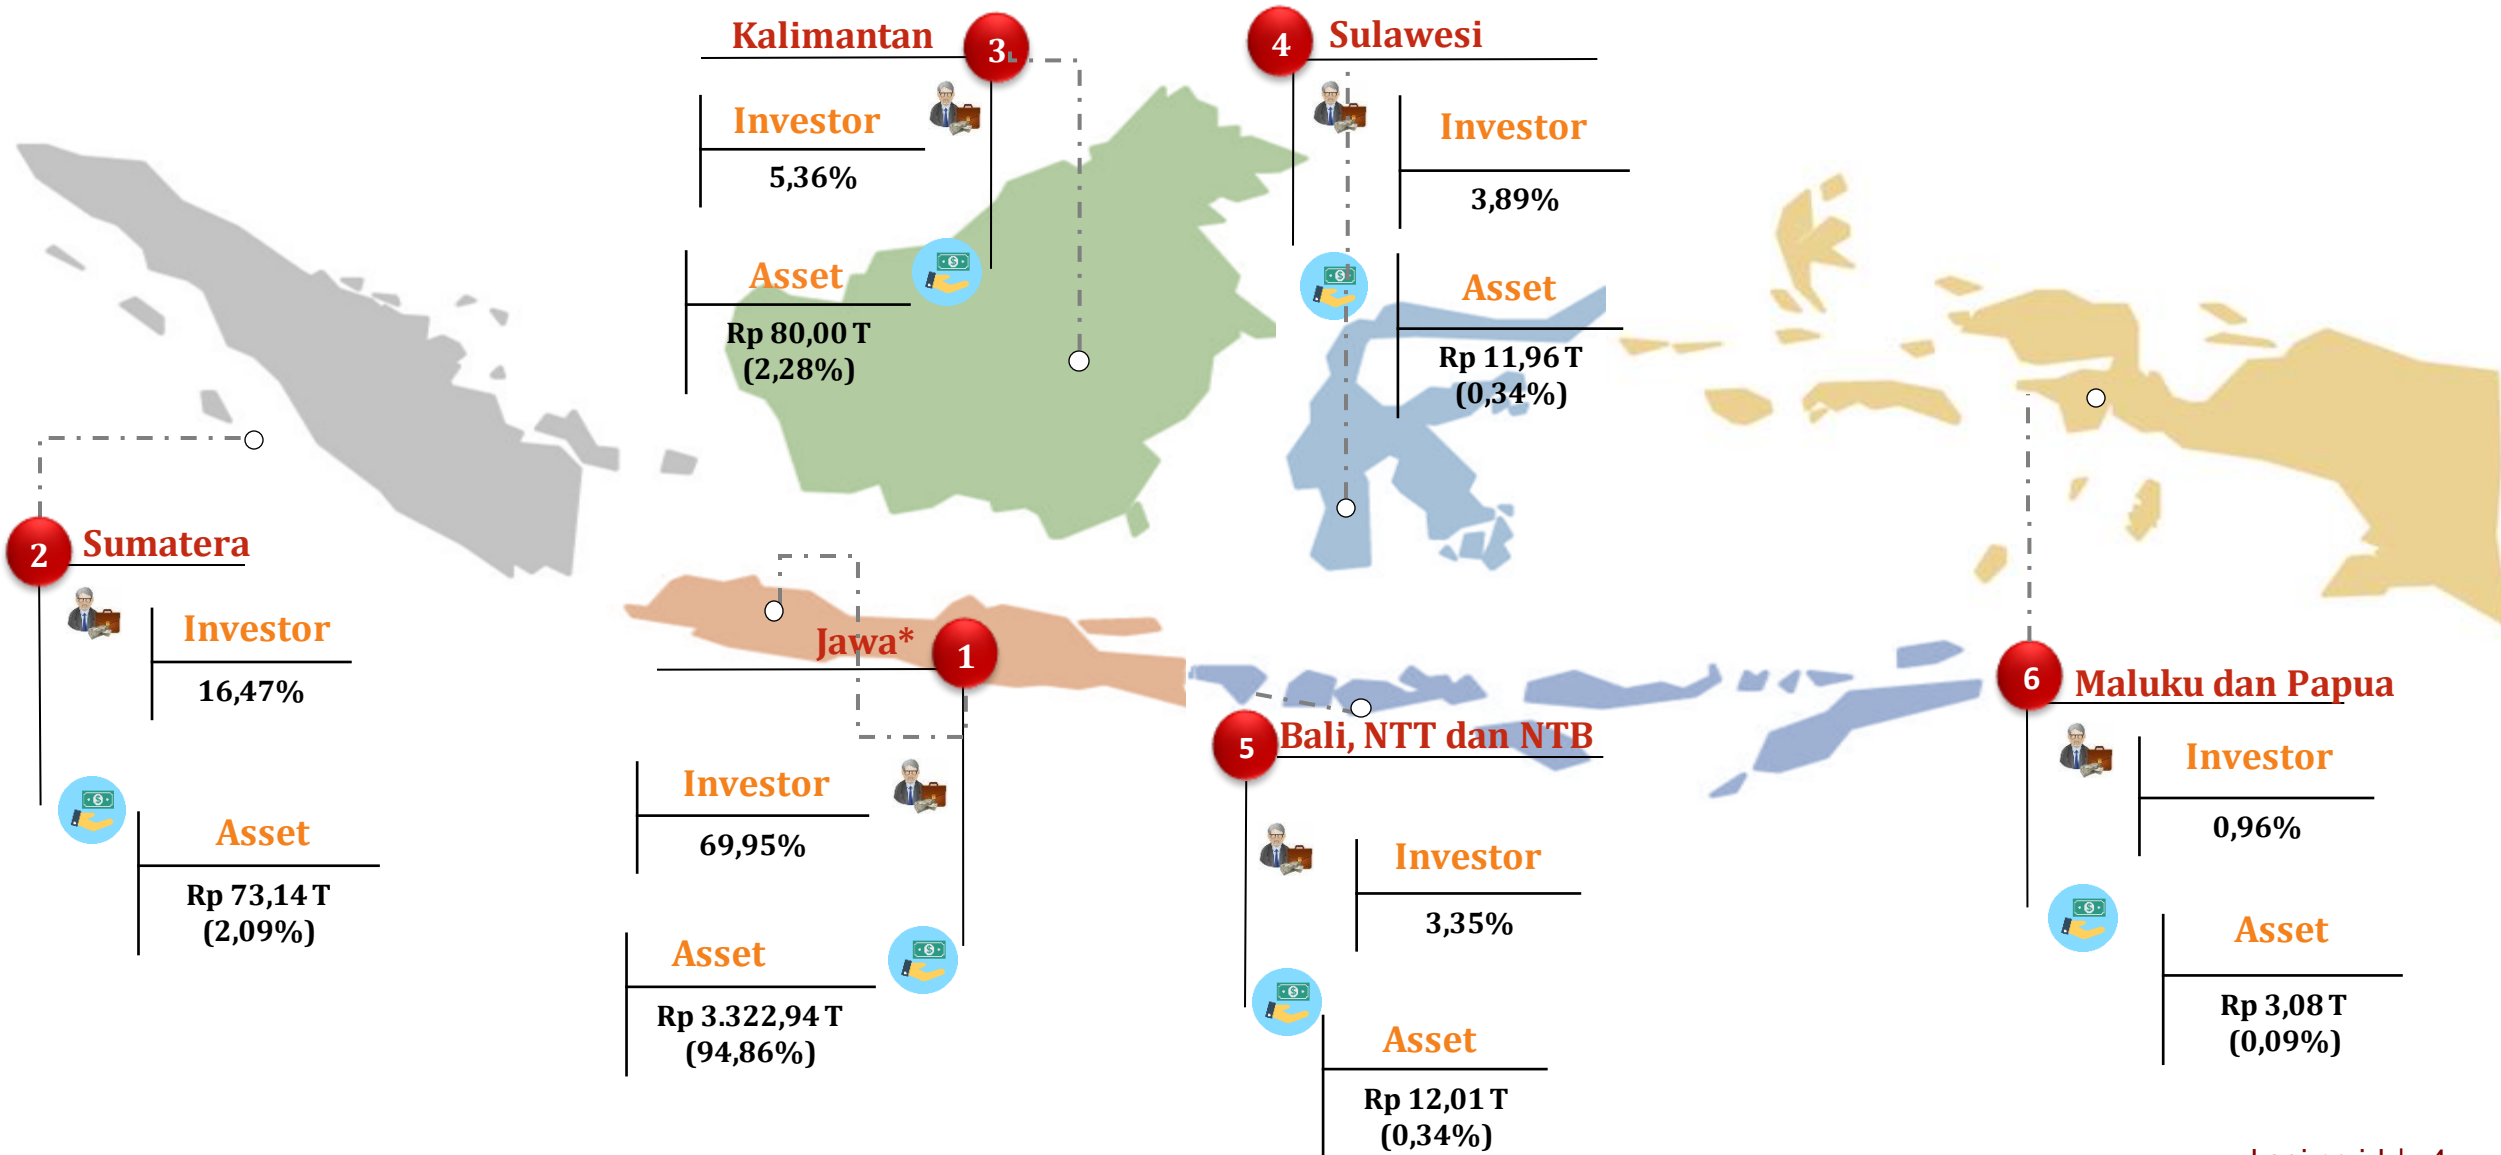 Kalimantan
3
Investor
5,36%
Asset
Rp 80,00 T
(2,28%)
4
Sulawesi
Investor
3,89%
Asset
Rp 11,96 T
(0,34%)
2
Sumatera
Investor
16,47%
Asset
Rp 73,14 T
(2,09%)
Jawa*
1
Investor
69,95%
Asset
Rp 3.322,94 T
(94,86%)
5
Bali, NTT dan NTB
Investor
3,35%
Asset
Rp 12,01 T
(0,34%)
6
Maluku dan Papua
Investor
0,96%
Asset
Rp 3,08 T
(0,09%)